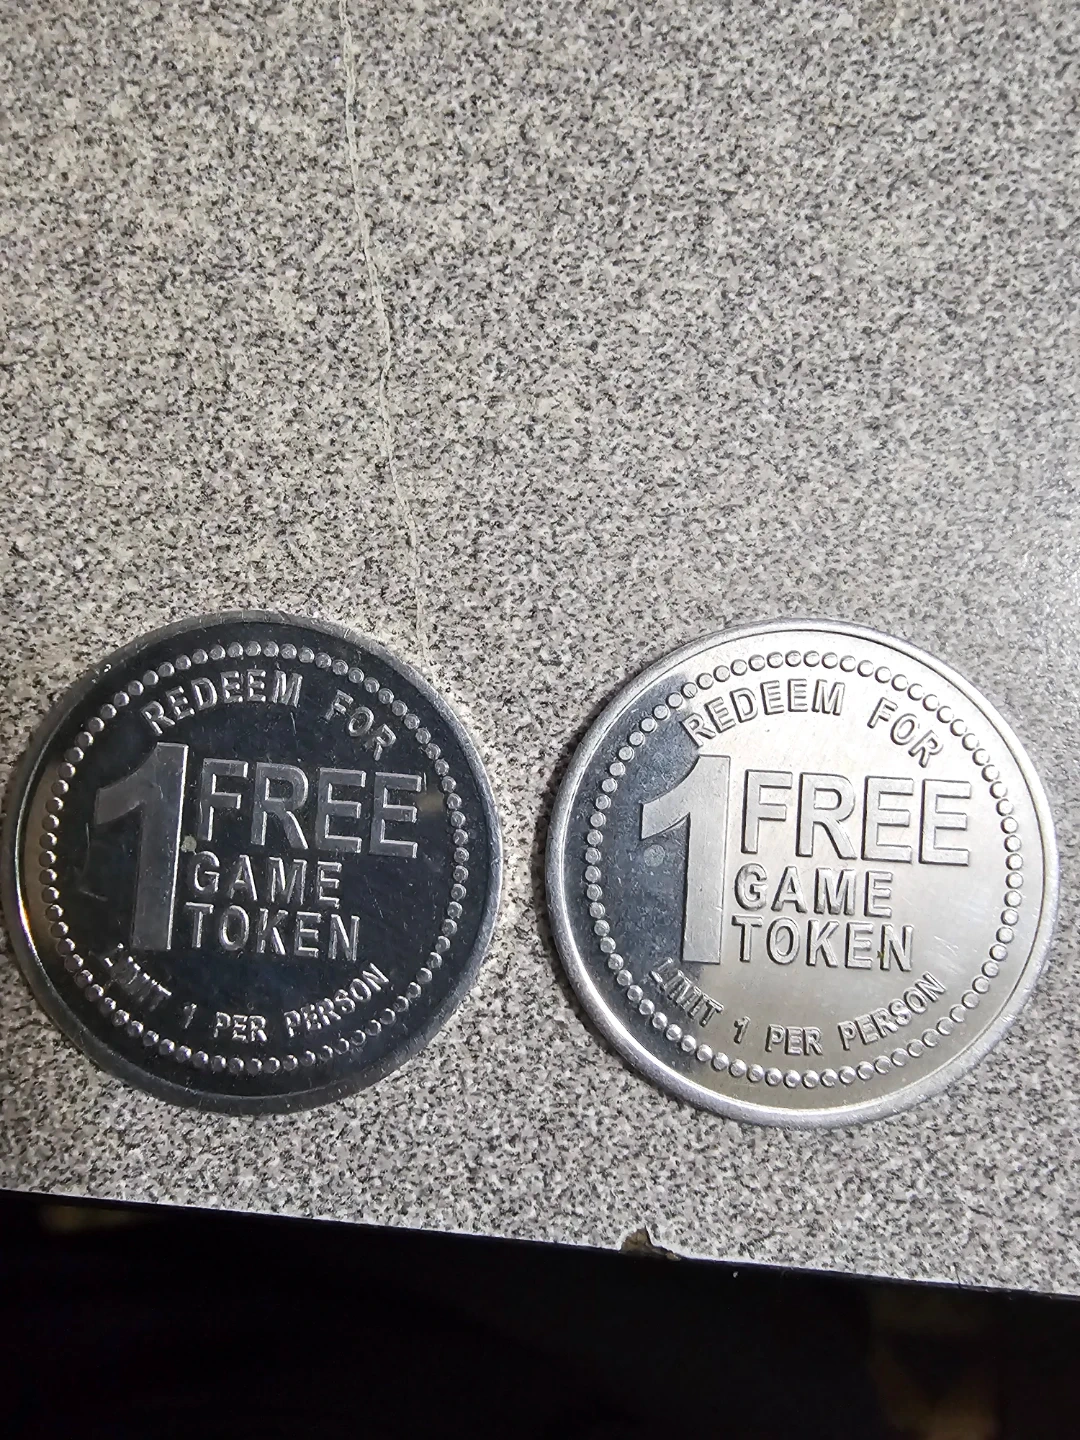 REDEEM FOR
1 FREE
GAME
TOKEN
LIMIT 1 PER PERSON
REDEEM FOR
1 FREE
GAME
TOKEN
LIMIT 1 PER PERSON